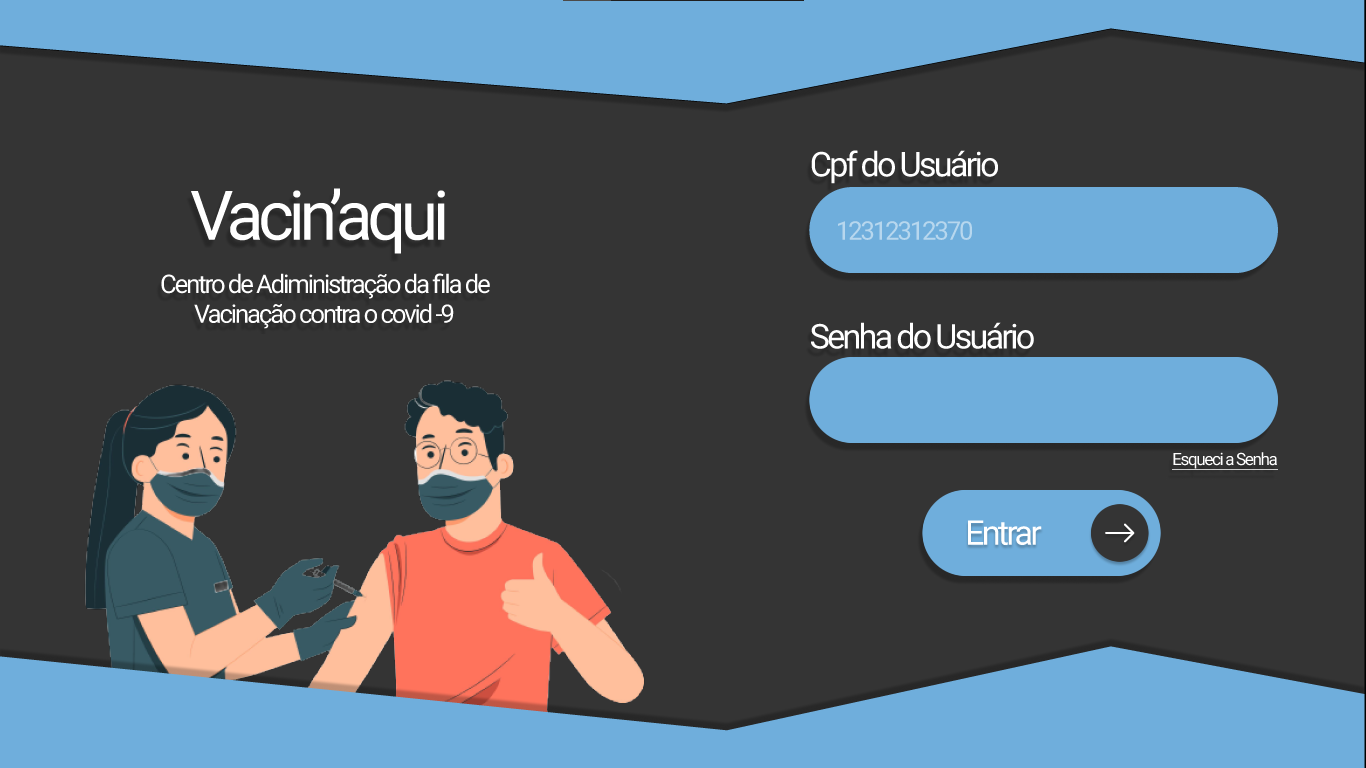 Vacin’aqui
Centro de Adiministração da fila de
Vacinação contra o covid -9
Cpf do Usuário
12312312370
Senha do Usuário
Esqueci a Senha
Entrar